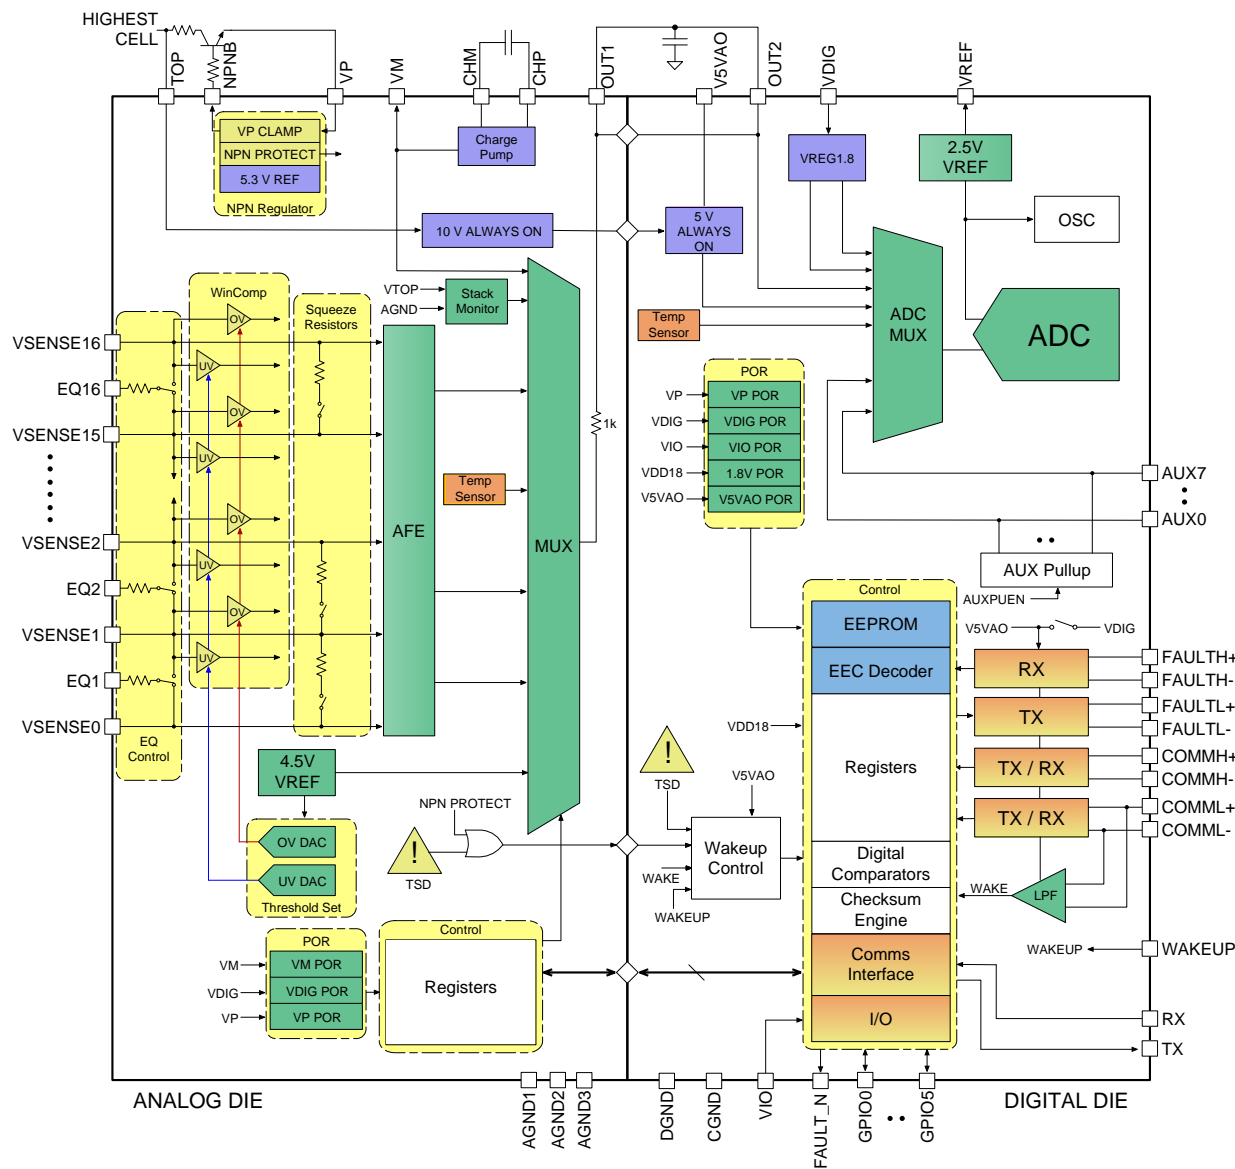 HIGHEST
CELL
TOP
NPNB
VP
VM
CHM
CHP
OUT1
V5VAO
OUT2
VDIG
VREF
VP CLAMP
NPN PROTECT
5.3 V REF
NPN Regulator
Charge
Pump
VREG1.8
2.5V
VREF
OSC
10 V ALWAYS ON
5 V
ALWAYS
ON
WinComp
Squeeze
Resistors
VTOP
AGND
Stack
Monitor
Temp
Sensor
ADC
MUX
ADC
OV
UV
OV
UV
OV
UV
OV
UV
VSENSE16
EQ16
VSENSE15
VSENSE2
EQ2
VSENSE1
EQ1
VSENSE0
EQ
Control
AFE
Temp
Sensor
MUX
1k
POR
VP
VP POR
VDIG
VDIG POR
VIO
VIO POR
VDD18
1.8V POR
V5VAO
V5VAO POR
AUX7
AUX0
AUX Pullup
AUXPUEN
V5VAO
VDIG
Control
EEPROM
EEC Decoder
Registers
Digital
Comparators
Checksum
Engine
Comms
Interface
I/O
VDD18
RX
TX
TX / RX
TX / RX
LPF
WAKE
FAULTH+
FAULTH-
FAULTL+
FAULTL-
COMMH+
COMMH-
COMML+
COMML-
WAKEUP
WAKEUP
RX
TX
4.5V
VREF
OV DAC
UV DAC
Threshold Set
NPN PROTECT
!
TSD
!
TSD
V5VAO
Wakeup
Control
WAKE
WAKEUP
POR
VM
VM POR
VDIG
VDIG POR
VP
VP POR
Control
Registers
ANALOG DIE
AGND1
AGND2
AGND3
DGND
CGND
VIO
FAULT_N
GPIO0
GPIO5
DIGITAL DIE